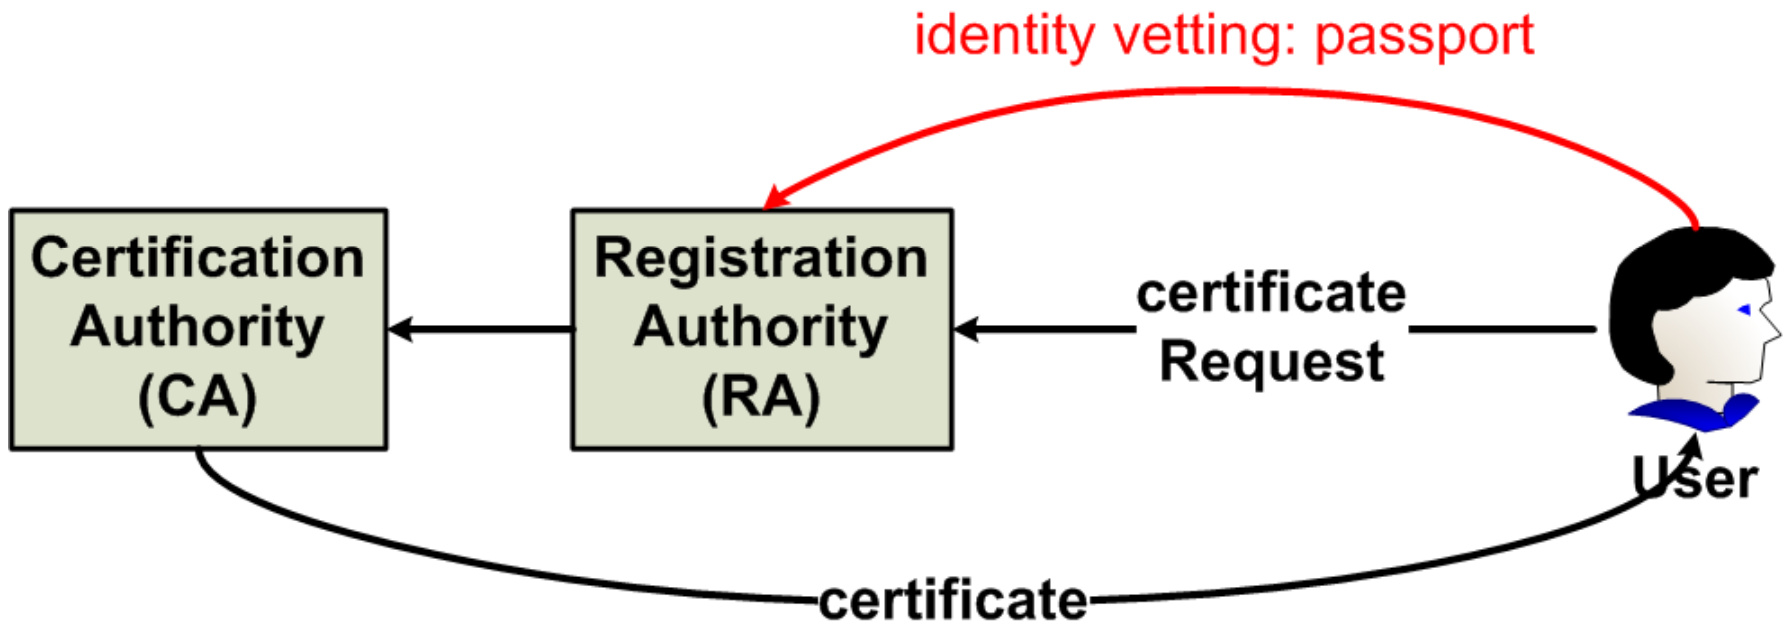 identity vetting: passport
Certification
Authority
(CA)
Registration
Authority
(RA)
certificate
Request
User
certificate